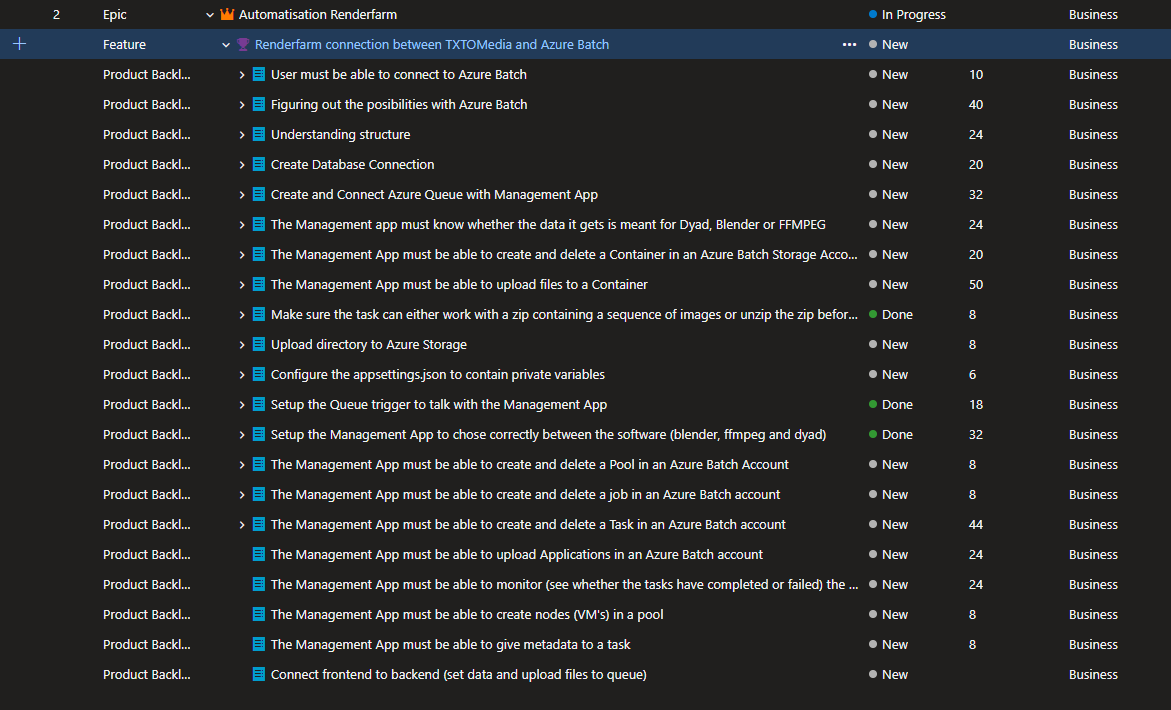 2 Epic Automatisation Renderfarm In Progress Business
Feature Renderfarm connection between TXTOMedia and Azure Batch ... New Business
Product Backl... User must be able to connect to Azure Batch New 10 Business
Product Backl... Figuring out the posibilities with Azure Batch New 40 Business
Product Backl... Understanding structure New 24 Business
Product Backl... Create Database Connection New 20 Business
Product Backl... Create and Connect Azure Queue with Management App New 32 Business
Product Backl... The Management app must know whether the data it gets is meant for Dyad, Blender or FFMPEG New 24 Business
Product Backl... The Management App must be able to create and delete a Container in an Azure Batch Storage Acco... New 20 Business
Product Backl... The Management App must be able to upload files to a Container New 50 Business
Product Backl... Make sure the task can either work with a zip containing a sequence of images or unzip the zip befor... Done 8 Business
Product Backl... Upload directory to Azure Storage New 8 Business
Product Backl... Configure the appsettings.json to contain private variables New 6 Business
Product Backl... Setup the Queue trigger to talk with the Management App Done 18 Business
Product Backl... Setup the Management App to chose correctly between the software (blender, ffmpeg and dyad) Done 32 Business
Product Backl... The Management App must be able to create and delete a Pool in an Azure Batch Account New 8 Business
Product Backl... The Management App must be able to create and delete a job in an Azure Batch account New 8 Business
Product Backl... The Management App must be able to create and delete a Task in an Azure Batch account New 44 Business
Product Backl... The Management App must be able to upload Applications in an Azure Batch account New 24 Business
Product Backl... The Management App must be able to monitor (see whether the tasks have completed or failed) the ... New 24 Business
Product Backl... The Management App must be able to create nodes (VM's) in a pool New 8 Business
Product Backl... The Management App must be able to give metadata to a task New 8 Business
Product Backl... Connect frontend to backend (set data and upload files to queue) New Business